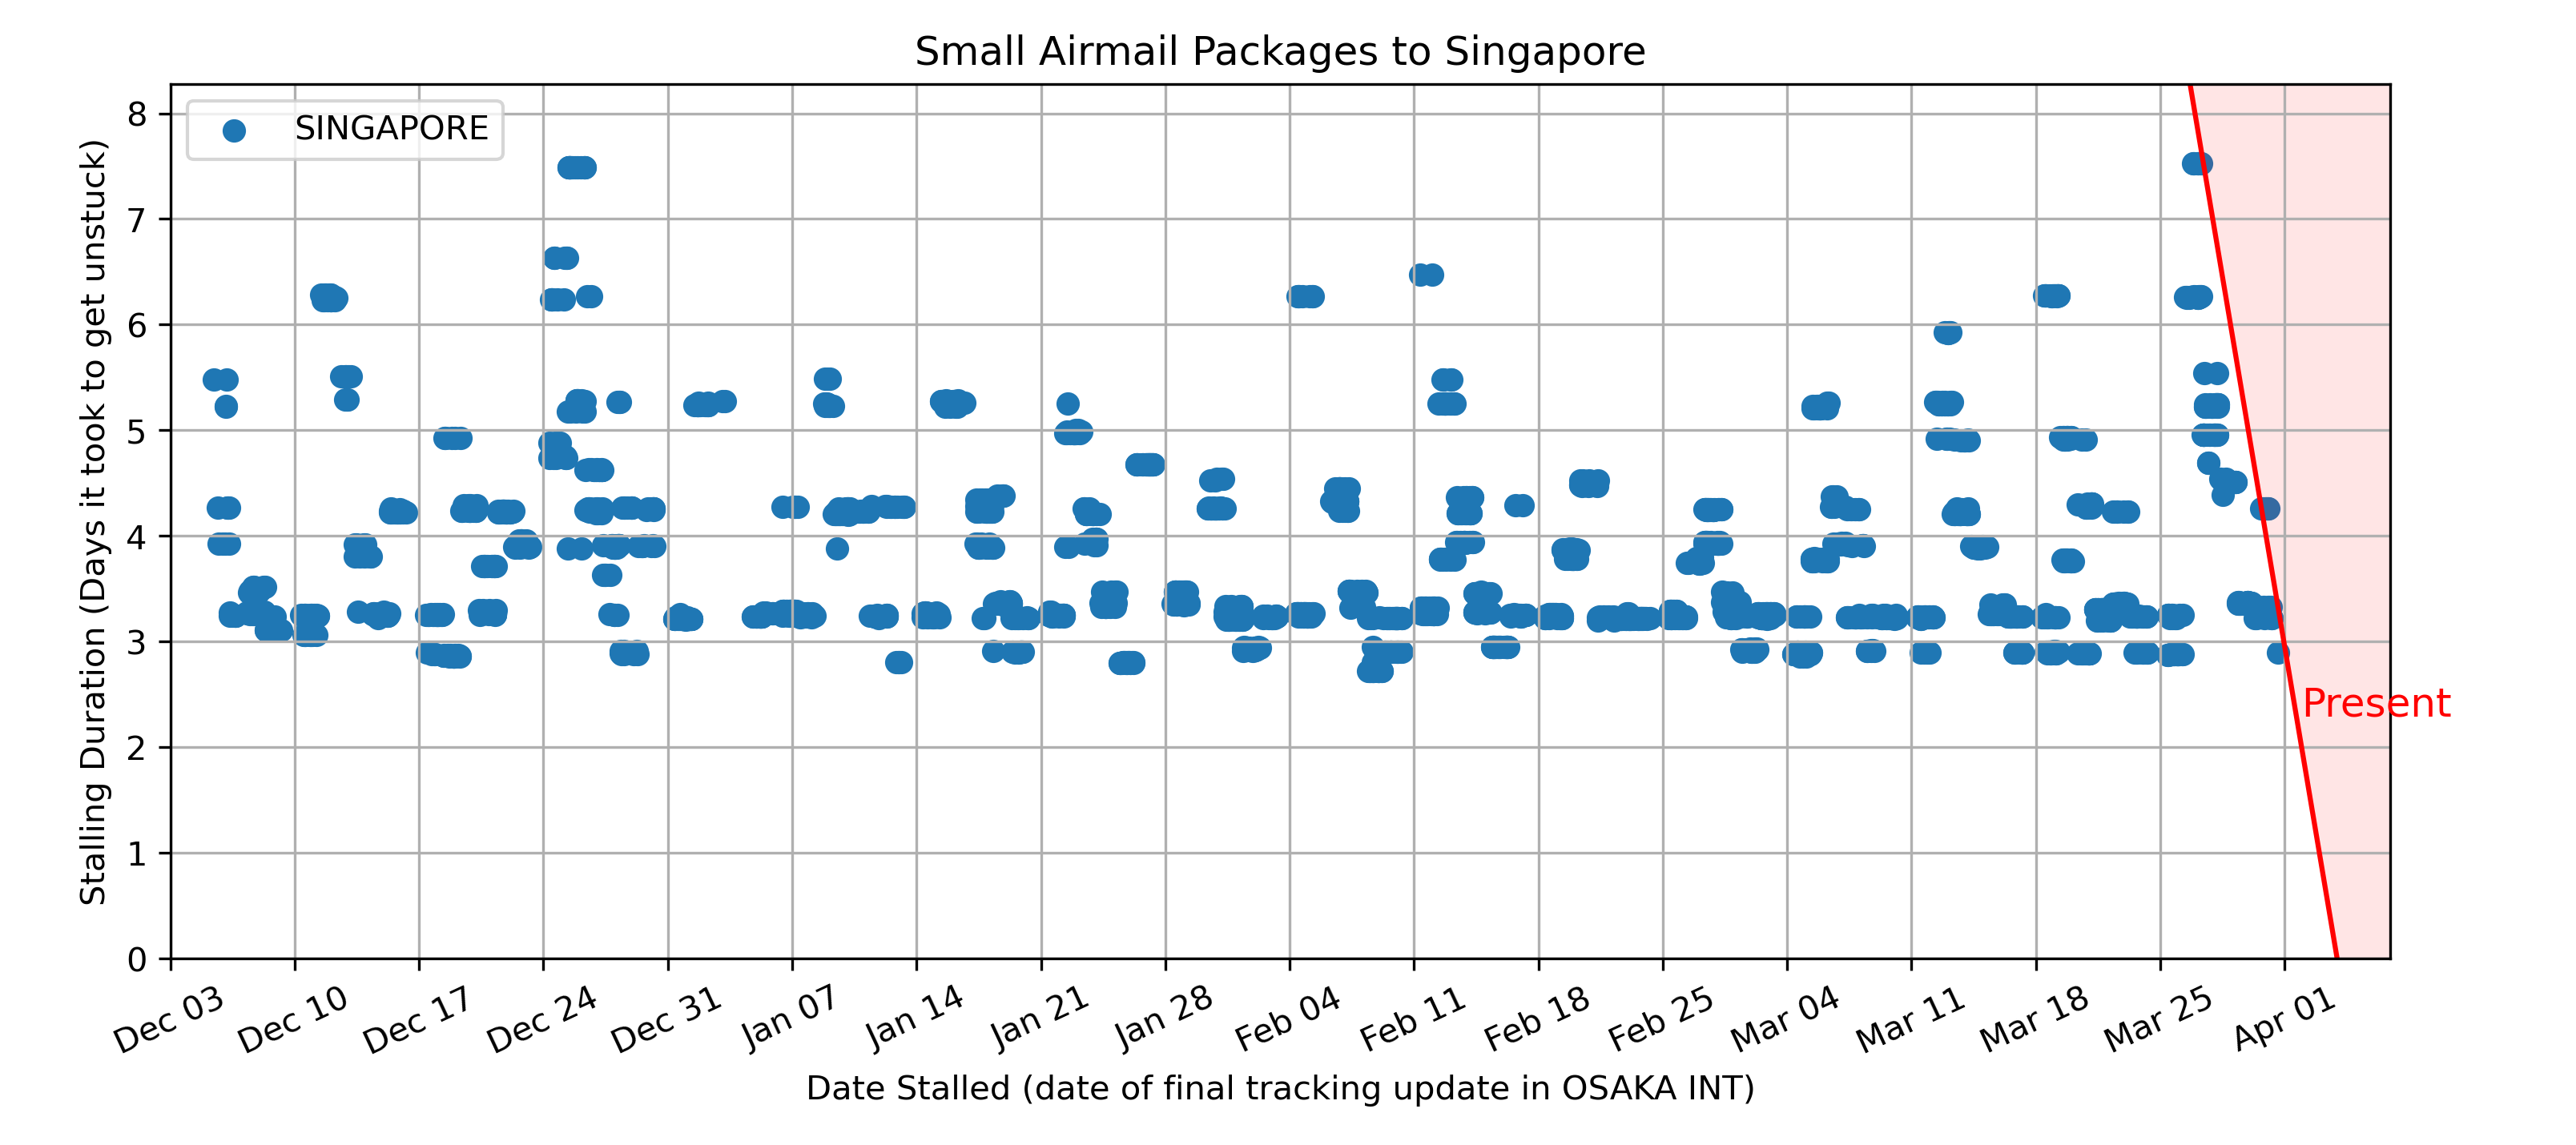 Small Airmail Packages to Singapore
SINGAPORE
Stalling Duration (Days it took to get unstuck)
8
7
6
5
4
3
2
1
0
Present
Dec 03
Dec 10
Dec 17
Dec 24
Dec 31
Jan 07
Jan 14
Jan 21
Jan 28
Feb 04
Feb 11
Feb 18
Feb 25
Mar 04
Mar 11
Mar 18
Mar 25
Apr 01
Date Stalled (date of final tracking update in OSAKA INT)